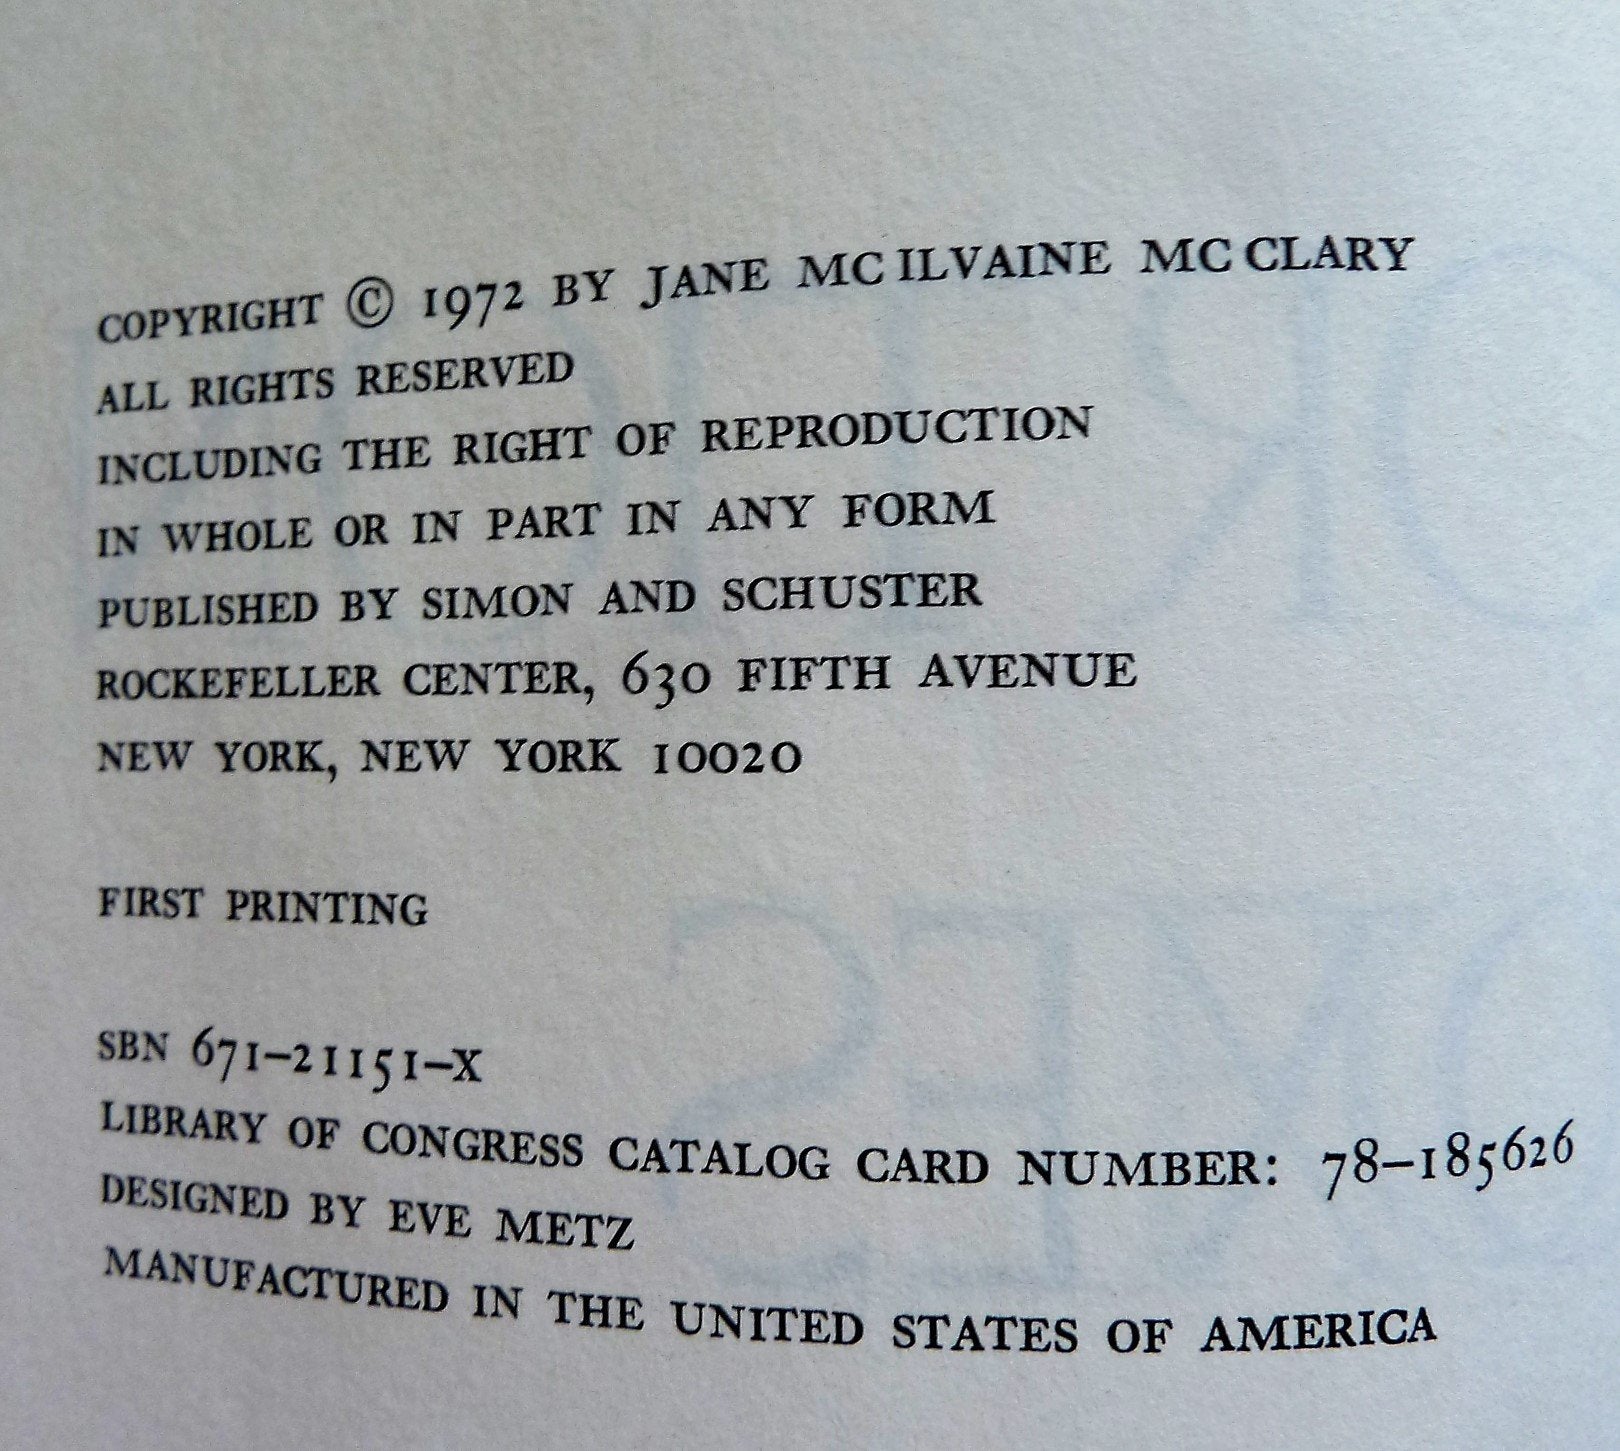 COPYRIGHT © 1972 BY JANE MC ILVAINE MC CLARY
ALL RIGHTS RESERVED
INCLUDING THE RIGHT OF REPRODUCTION
IN WHOLE OR IN PART IN ANY FORM
PUBLISHED BY SIMON AND SCHUSTER
ROCKEFELLER CENTER, 630 FIFTH AVENUE
NEW YORK, NEW YORK 10020
FIRST PRINTING
SBN 671-21151-X
LIBRARY OF CONGRESS CATALOG CARD NUMBER: 78-185626
DESIGNED BY EVE METZ
MANUFACTURED IN THE UNITED STATES OF AMERICA